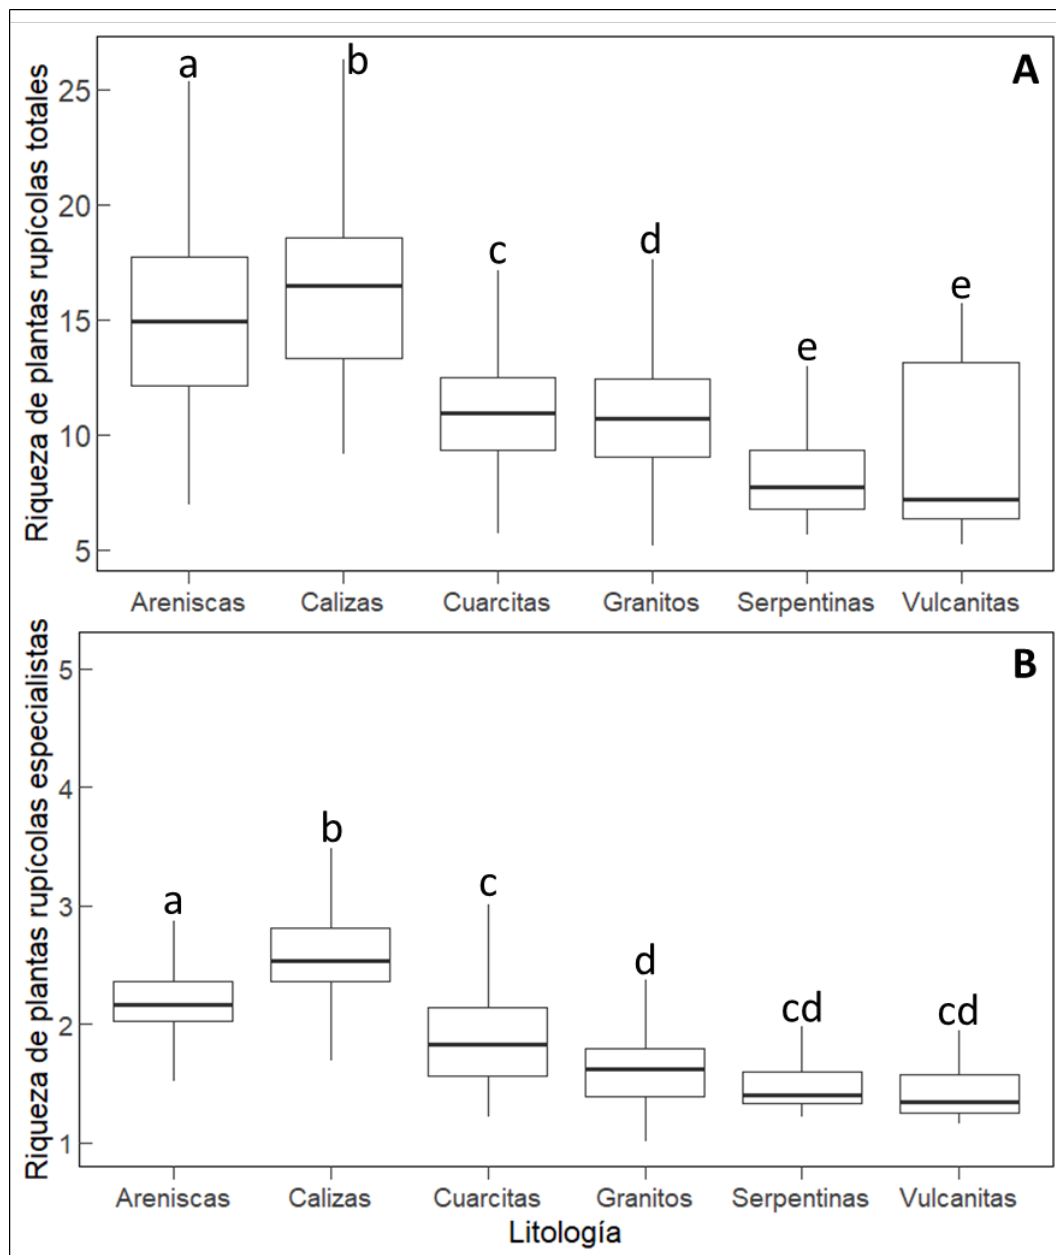 A
Riqueza de plantas rupícolas totales
25
20
15
10
5
a
b
c
d
e
e
Areniscas Calizas Cuarcitas Granitos Serpentinas Vulcanitas
B
Riqueza de plantas rupícolas especialistas
5
4
3
2
1
a
b
c
d
cd
cd
Areniscas Calizas Cuarcitas Granitos Serpentinas Vulcanitas
Litología